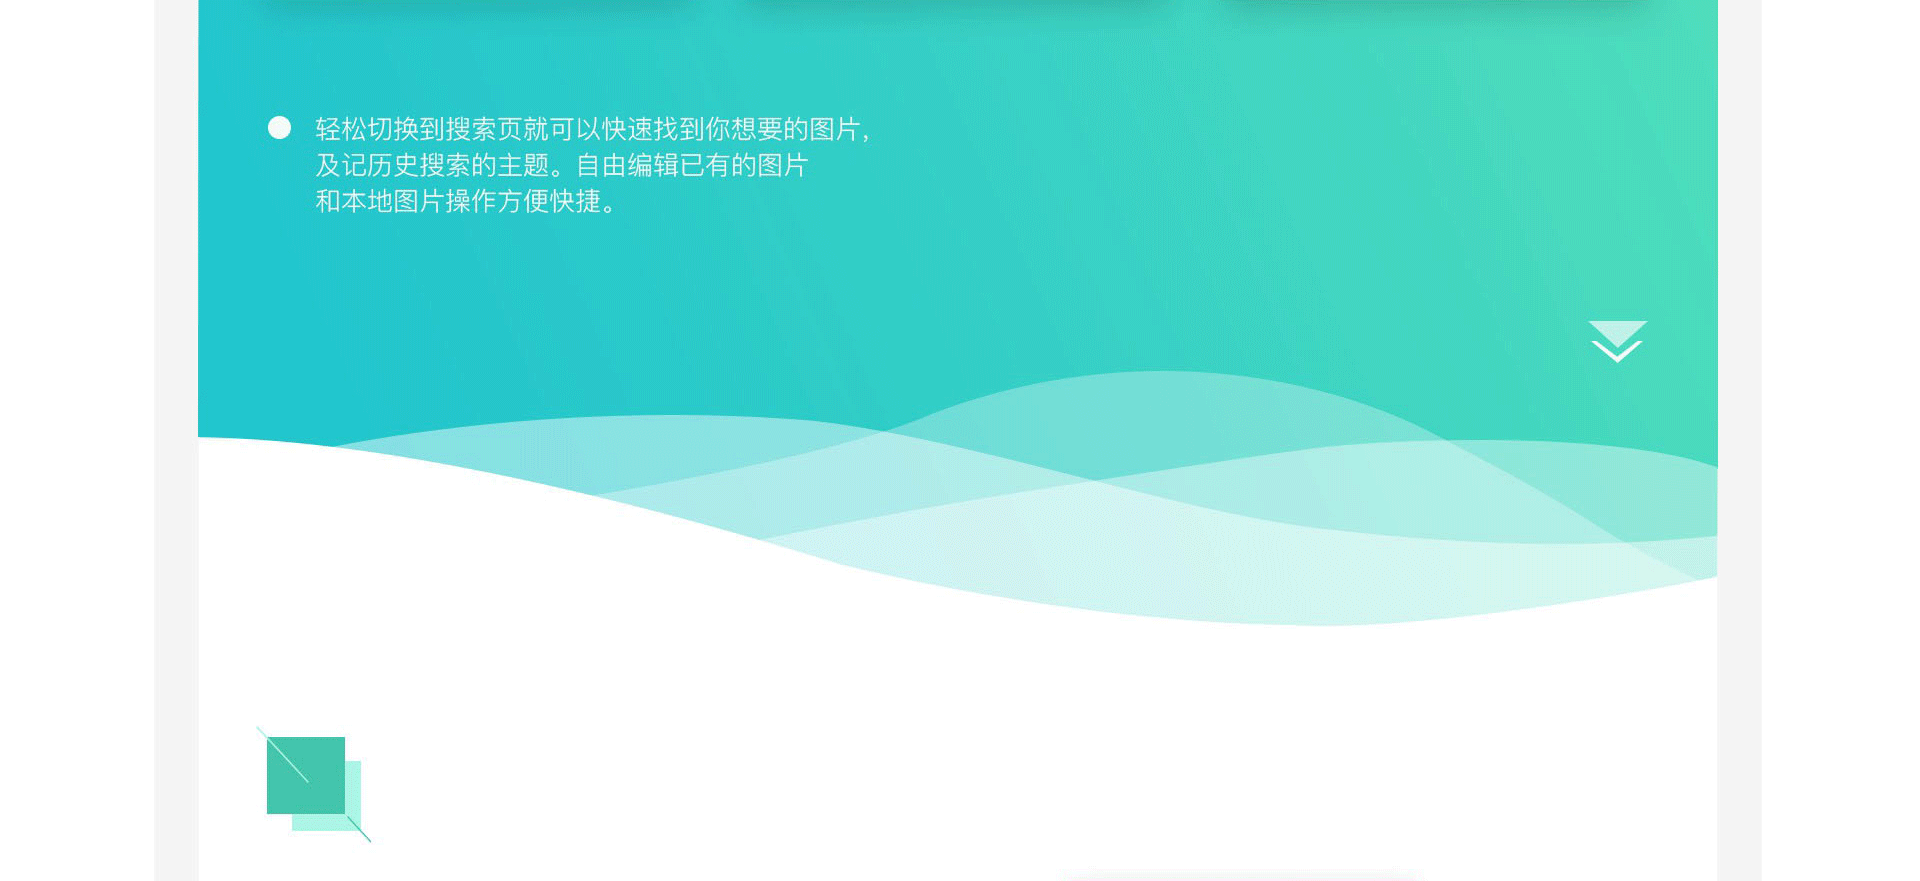 轻松切换到搜索页就可以快速找到你想要的图片,
及记历史搜索的主题。自由编辑已有的图片
和本地图片操作方便快捷。